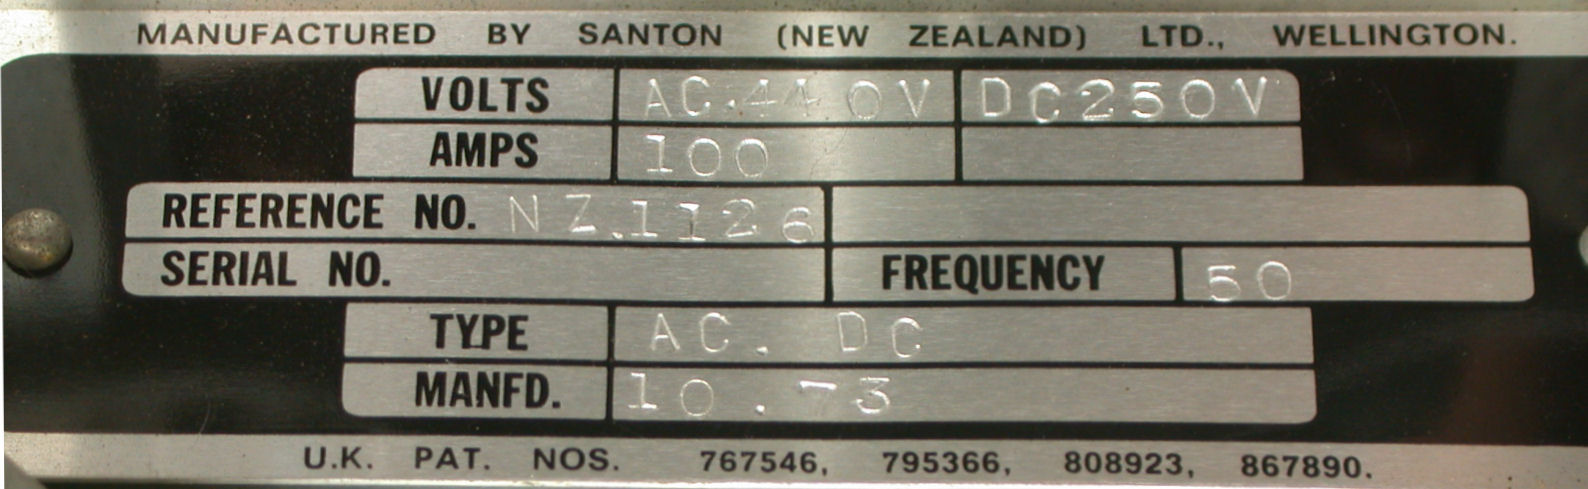 MANUFACTURED BY SANTON (NEW ZEALAND) LTD., WELLINGTON.
VOLTS AC.440V DC250V
AMPS 100
REFERENCE NO. NZ.1126
SERIAL NO. FREQUENCY 50
TYPE AC. DC
MANFD. 10.73
U.K. PAT. NOS. 767546, 795366, 808923, 867890.